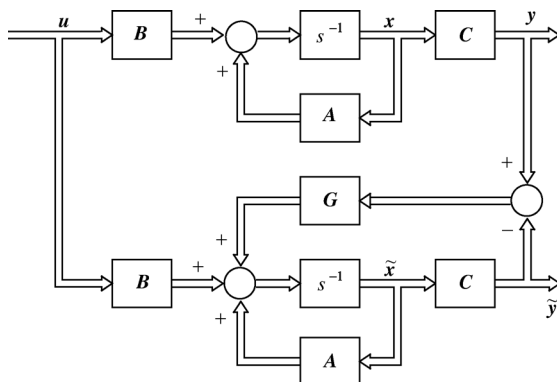 u B + s⁻¹ x C y
+ A
+
G
+ −
B + s⁻¹ x̃ C
ỹ
+ A